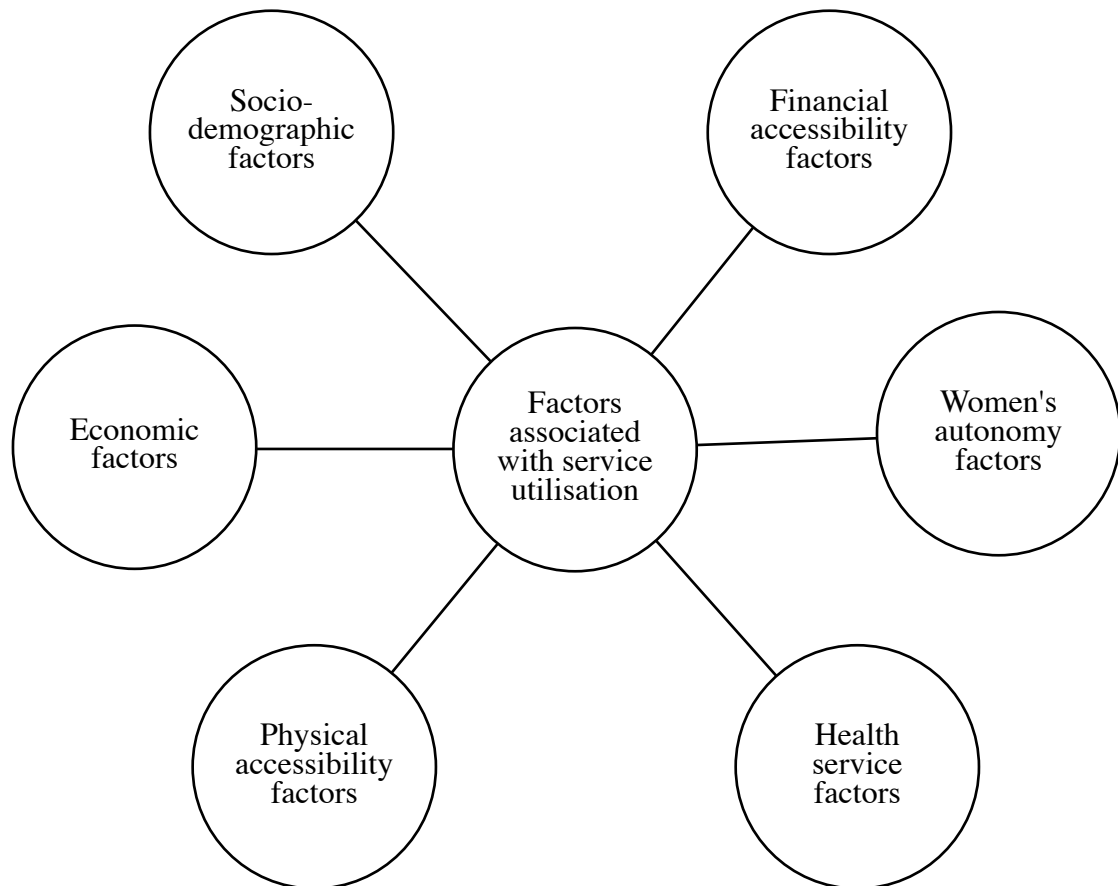 Socio-
demographic
factors
Financial
accessibility
factors
Economic
factors
Factors
associated
with service
utilisation
Women's
autonomy
factors
Physical
accessibility
factors
Health
service
factors